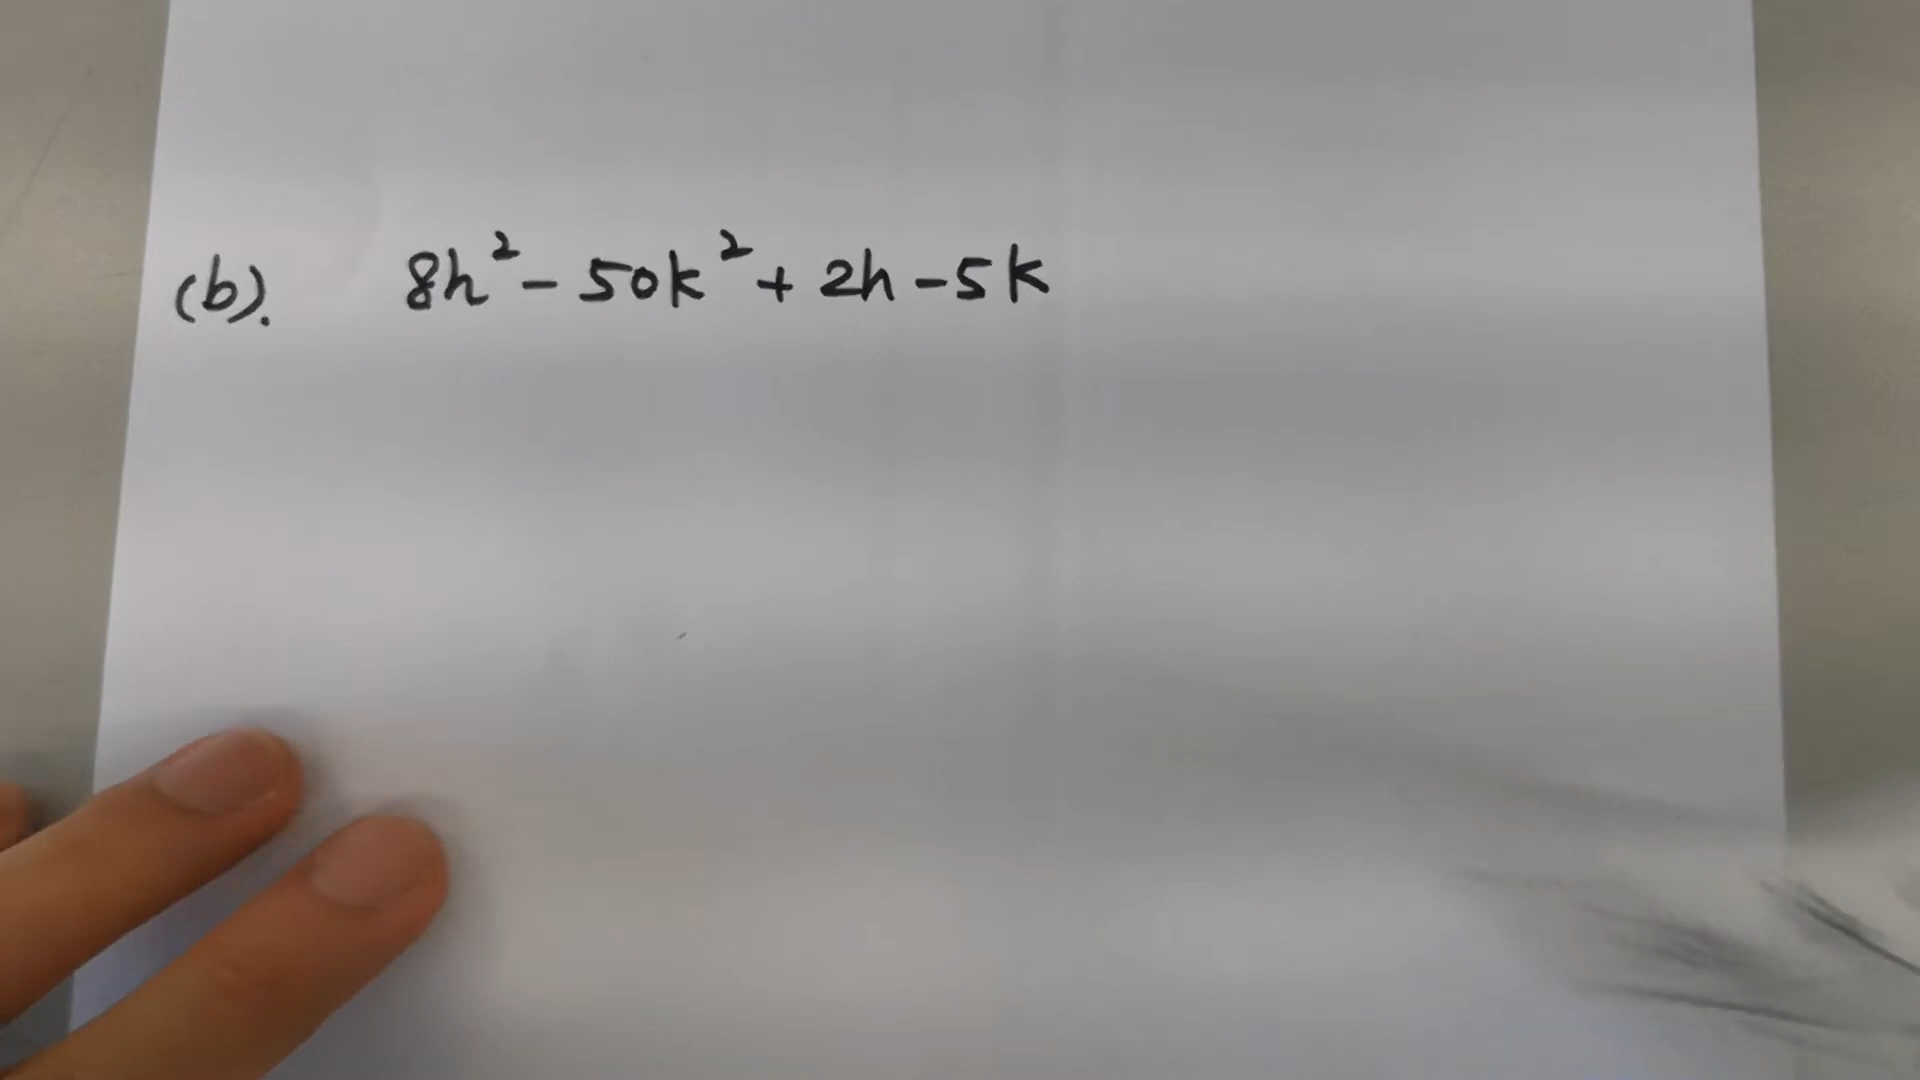 (b). 8h² - 50k² + 2h - 5k